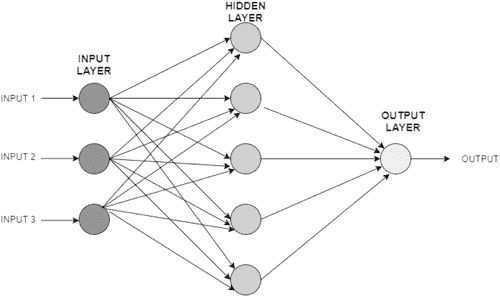 HIDDEN
LAYER
INPUT
LAYER
INPUT 1
OUTPUT
LAYER
INPUT 2
OUTPUT
INPUT 3